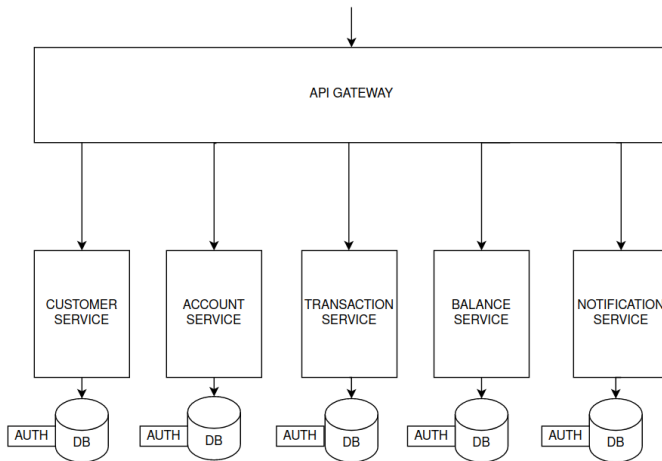 API GATEWAY
CUSTOMER
SERVICE
ACCOUNT
SERVICE
TRANSACTION
SERVICE
BALANCE
SERVICE
NOTIFICATION
SERVICE
AUTH
DB
AUTH
DB
AUTH
DB
AUTH
DB
AUTH
DB